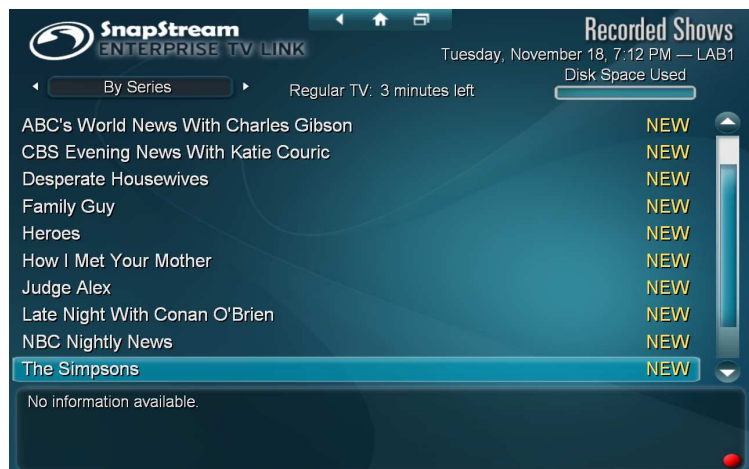 SnapStream
ENTERPRISE TV LINK
Recorded Shows
Tuesday, November 18, 7:12 PM — LAB1
By Series
Regular TV: 3 minutes left
Disk Space Used
ABC's World News With Charles Gibson NEW
CBS Evening News With Katie Couric NEW
Desperate Housewives NEW
Family Guy NEW
Heroes NEW
How I Met Your Mother NEW
Judge Alex NEW
Late Night With Conan O'Brien NEW
NBC Nightly News NEW
The Simpsons NEW
No information available.